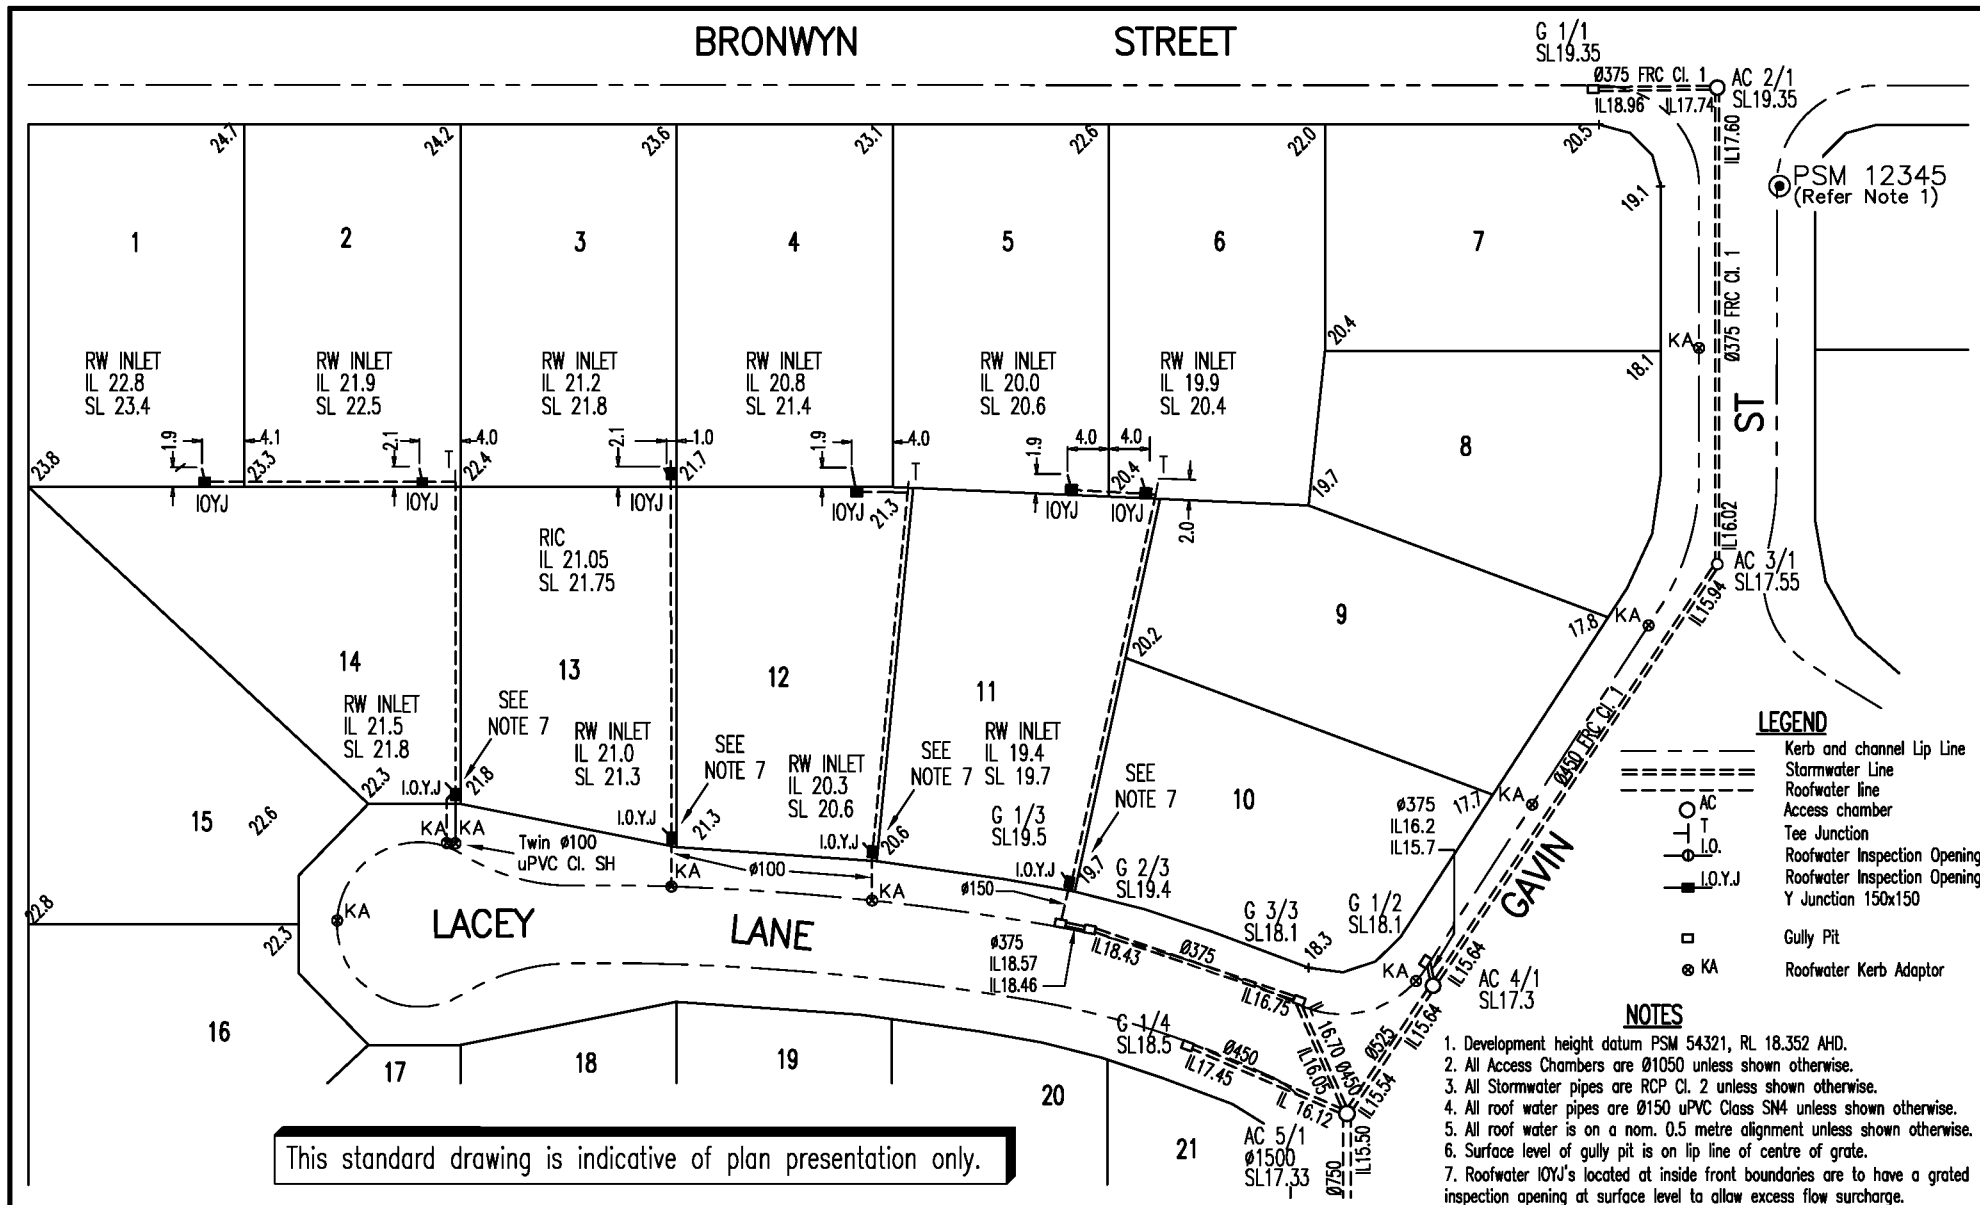 BRONWYN STREET
G 1/1
SL19.35
Ø375 FRC Cl. 1
IL18.96
IL17.74
AC 2/1
SL19.35
IL17.60
24.7
24.2
23.6
23.1
22.6
22.0
20.5
19.1
PSM 12345
(Refer Note 1)
1
2
3
4
5
6
7
Ø375 FRC Cl. 1
KA
20.4
18.1
RW INLET
IL 22.8
SL 23.4
RW INLET
IL 21.9
SL 22.5
RW INLET
IL 21.2
SL 21.8
RW INLET
IL 20.8
SL 21.4
RW INLET
IL 20.0
SL 20.6
RW INLET
IL 19.9
SL 20.4
ST
8
1.9
4.1
2.1
4.0
2.1
1.0
1.9
4.0
1.9
4.0
4.0
T
T
T
23.8
23.3
22.4
21.7
21.3
20.4
19.7
2.0
IOYJ
IOYJ
IOYJ
IOYJ
IOYJ
IOYJ
IL16.02
AC 3/1
SL17.55
IL15.94
RIC
IL 21.05
SL 21.75
9
KA
17.8
20.2
14
13
12
11
RW INLET
IL 21.5
SL 21.8
SEE
NOTE 7
RW INLET
IL 21.0
SL 21.3
SEE
NOTE 7
RW INLET
IL 20.3
SL 20.6
SEE
NOTE 7
RW INLET
IL 19.4
SL 19.7
SEE
NOTE 7
10
Ø450 FRC Cl. 1
17.7
ø375
IL16.2
IL15.7
15
22.6
22.3
I.O.Y.J
21.8
KA
KA
Twin ø100
uPVC Cl. SH
I.O.Y.J
21.3
ø100
KA
I.O.Y.J
20.6
KA
G 1/3
SL19.5
I.O.Y.J
19.7
G 2/3
SL19.4
ø150
22.8
22.3
KA
LACEY LANE
GAVIN
ø375
IL18.57
IL18.46
IL18.43
Ø375
G 3/3
SL18.1
18.3
G 1/2
SL18.1
KA
IL15.64
AC 4/1
SL17.3
IL15.64
IL16.75
16.70
Ø450
IL16.05
Ø525
IL15.54
G 1/4
SL18.5
Ø450
IL17.45
IL 16.12
16
17
18
19
20
21
AC 5/1
ø1500
SL17.33
Ø750
IL15.50
This standard drawing is indicative of plan presentation only.
LEGEND
Kerb and channel Lip Line
Stormwater Line
Roofwater line
AC Access chamber
T Tee Junction
I.O. Roofwater Inspection Opening
I.O.Y.J Roofwater Inspection Opening
Y Junction 150x150
Gully Pit
KA Roofwater Kerb Adaptor
NOTES
1. Development height datum PSM 54321, RL 18.352 AHD.
2. All Access Chambers are Ø1050 unless shown otherwise.
3. All Stormwater pipes are RCP Cl. 2 unless shown otherwise.
4. All roof water pipes are Ø150 uPVC Class SN4 unless shown otherwise.
5. All roof water is on a nom. 0.5 metre alignment unless shown otherwise.
6. Surface level of gully pit is on lip line of centre of grate.
7. Roofwater IOYJ's located at inside front boundaries are to have a grated
inspection opening at surface level to allow excess flow surcharge.